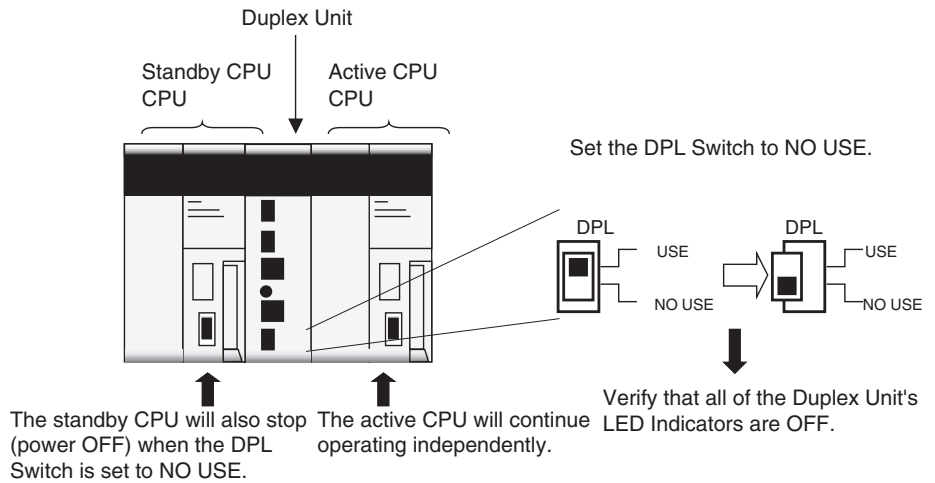 Duplex Unit
Standby CPU
CPU
Active CPU
CPU
Set the DPL Switch to NO USE.
DPL
USE
NO USE
DPL
USE
NO USE
The standby CPU will also stop
(power OFF) when the DPL
Switch is set to NO USE.
The active CPU will continue
operating independently.
Verify that all of the Duplex Unit's
LED Indicators are OFF.